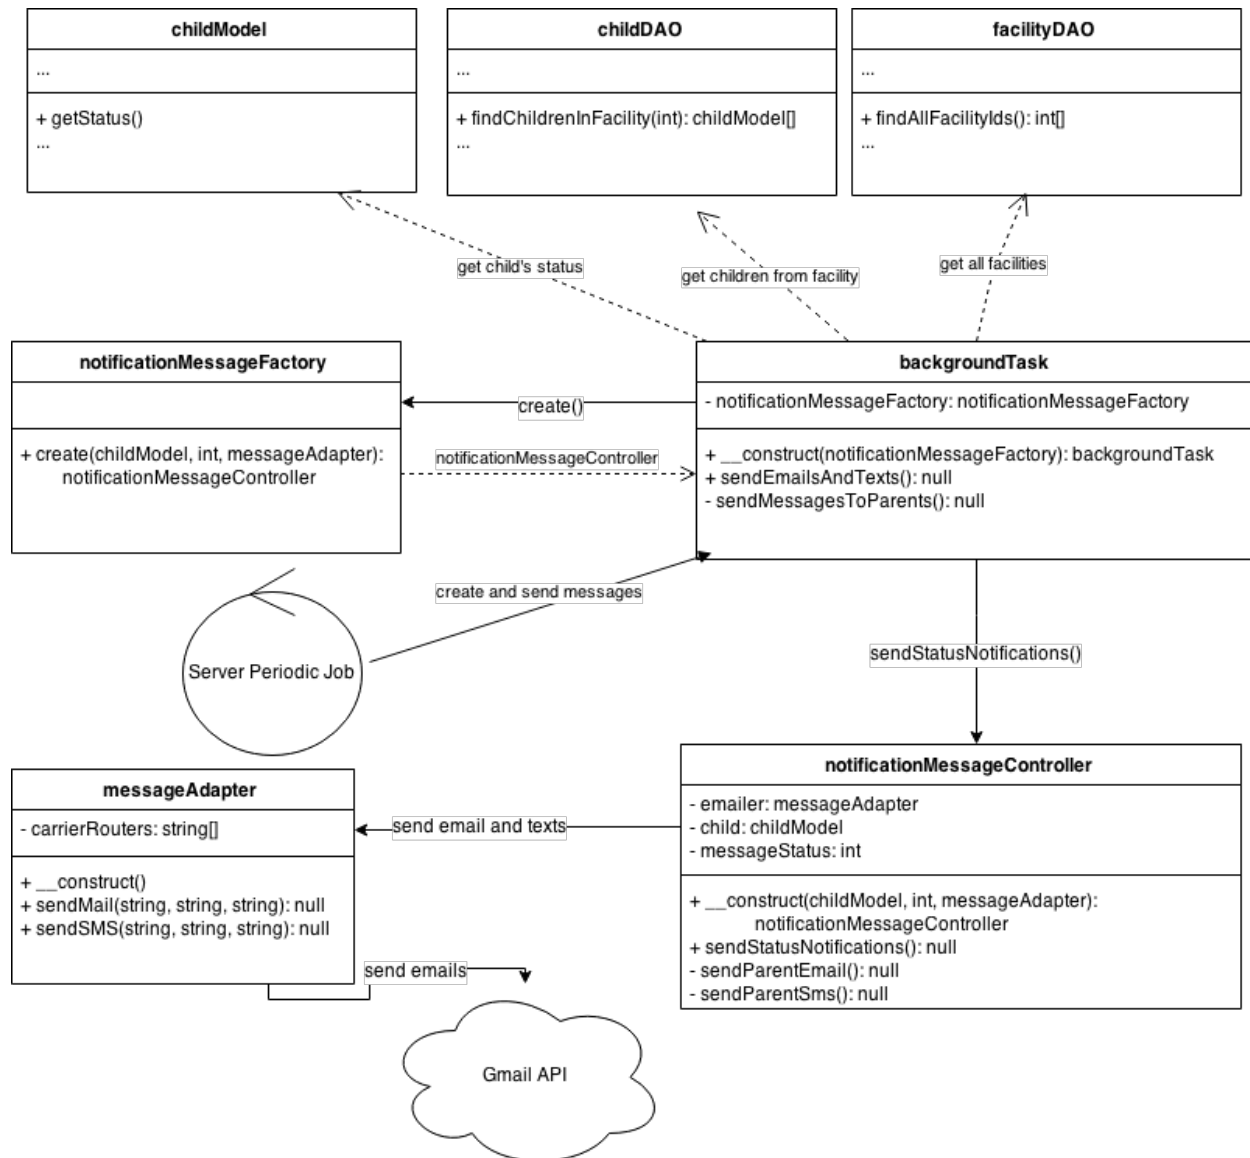 childModel
...
+ getStatus()
...
childDAO
...
+ findChildrenInFacility(int): childModel[]
...
facilityDAO
...
+ findAllFacilityIds(): int[]
...
get child's status
get children from facility
get all facilities
notificationMessageFactory
+ create(childModel, int, messageAdapter):
notificationMessageController
create()
notificationMessageController
backgroundTask
- notificationMessageFactory: notificationMessageFactory
+ __construct(notificationMessageFactory): backgroundTask
+ sendEmailsAndTexts(): null
- sendMessagesToParents(): null
create and send messages
Server Periodic Job
sendStatusNotifications()
messageAdapter
- carrierRouters: string[]
+ __construct()
+ sendMail(string, string, string): null
+ sendSMS(string, string, string): null
send email and texts
notificationMessageController
- emailer: messageAdapter
- child: childModel
- messageStatus: int
+ __construct(childModel, int, messageAdapter):
notificationMessageController
+ sendStatusNotifications(): null
- sendParentEmail(): null
- sendParentSms(): null
send emails
Gmail API